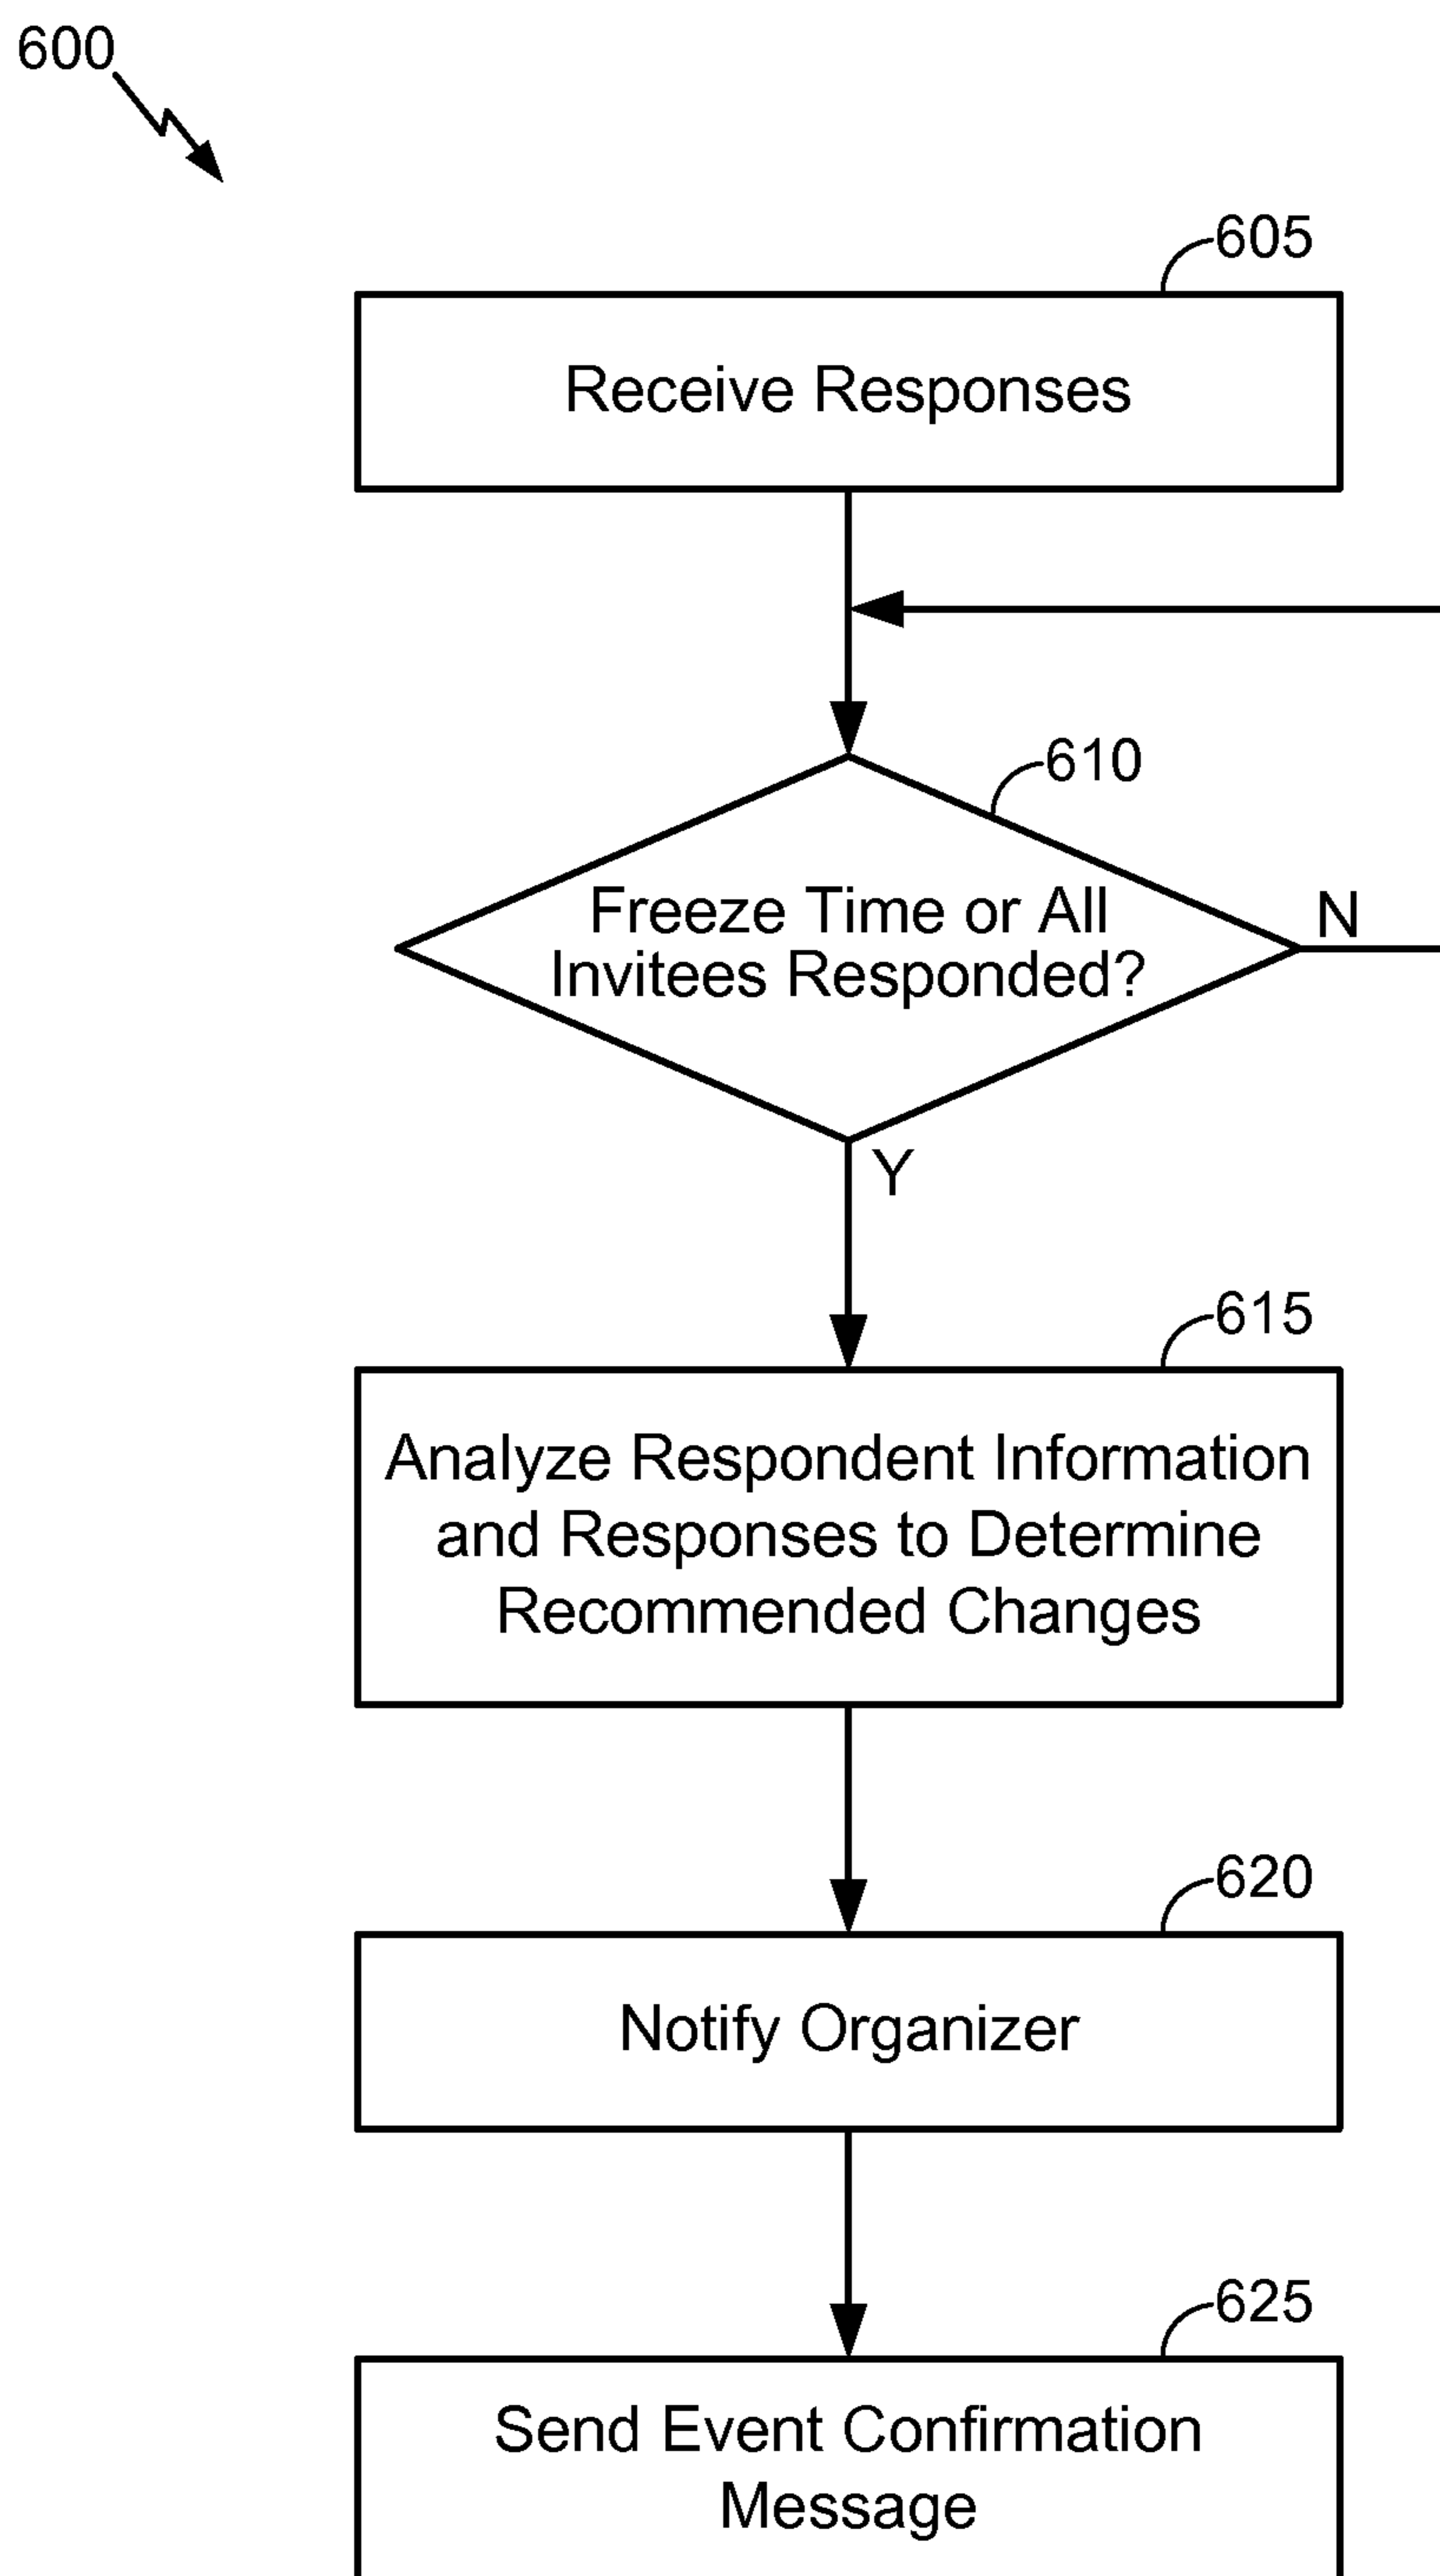 600
605
Receive Responses
610
Freeze Time or All
Invitees Responded?
N
Y
615
Analyze Respondent Information
and Responses to Determine
Recommended Changes
620
Notify Organizer
625
Send Event Confirmation
Message